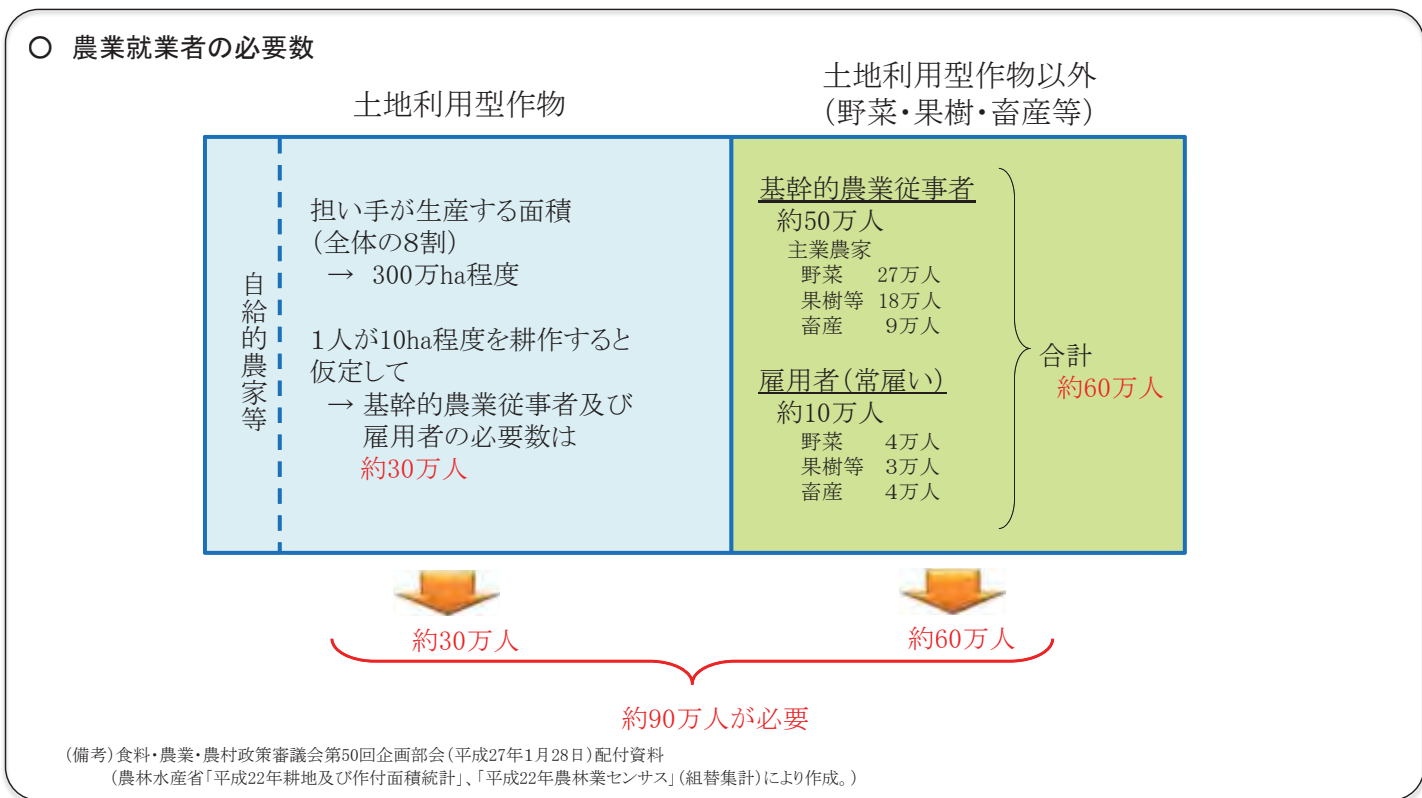 ○ 農業就業者の必要数
土地利用型作物
土地利用型作物以外
(野菜・果樹・畜産等)
自給的農家等
担い手が生産する面積
(全体の8割)
→ 300万ha程度
1人が10ha程度を耕作すると
仮定して
→ 基幹的農業従事者及び
雇用者の必要数は
約30万人
基幹的農業従事者
約50万人
主業農家
野菜 27万人
果樹等 18万人
畜産 9万人
雇用者(常雇い)
約10万人
野菜 4万人
果樹等 3万人
畜産 4万人
合計
約60万人
約30万人
約60万人
約90万人が必要
(備考)食料・農業・農村政策審議会第50回企画部会(平成27年1月28日)配付資料
(農林水産省「平成22年耕地及び作付面積統計」、「平成22年農林業センサス」(組替集計)により作成。)